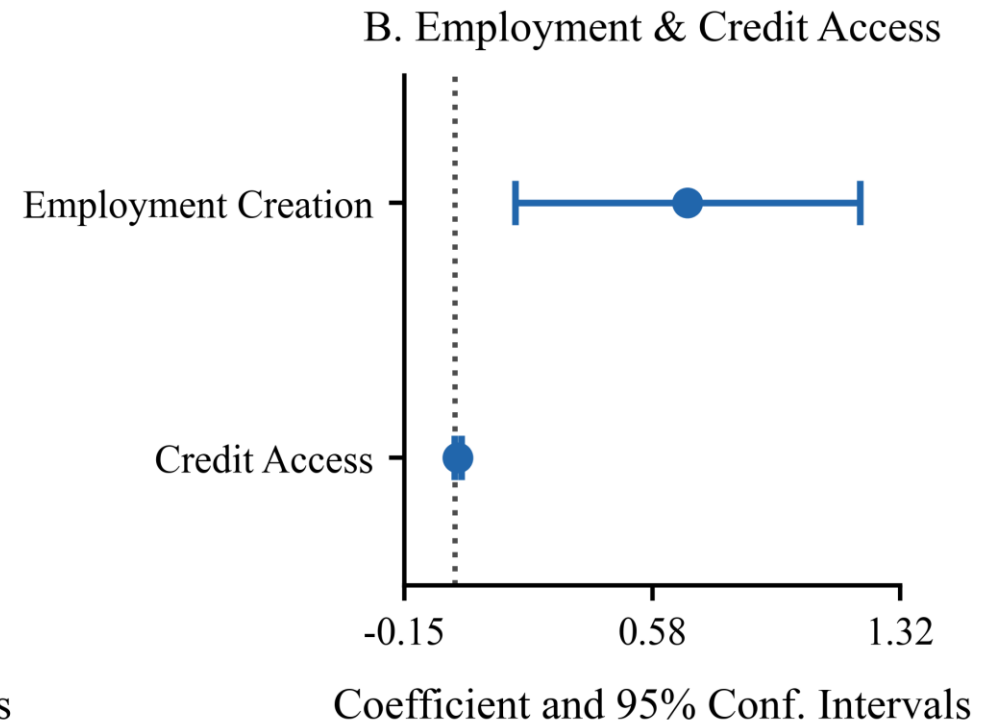 B. Employment & Credit Access
Employment Creation
Credit Access
-0.15 0.58 1.32
s
Coefficient and 95% Conf. Intervals